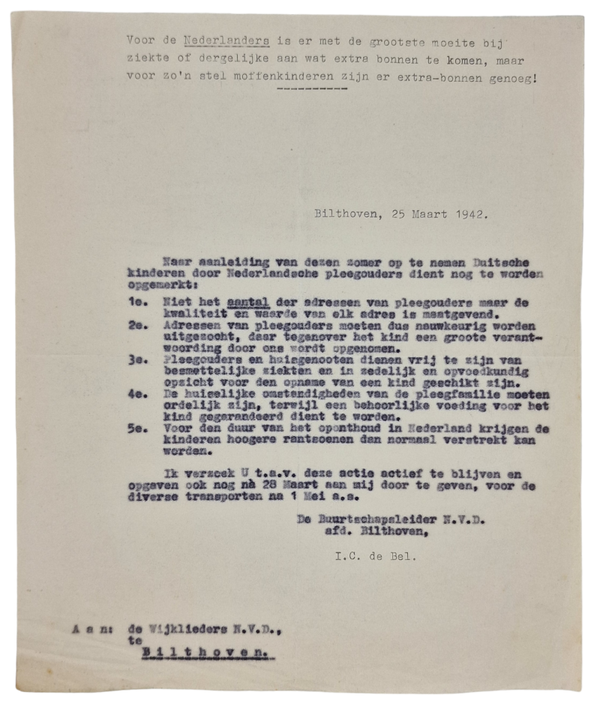 Voor de Nederlanders is er met de grootste moeite bij
ziekte of dergelijke aan wat extra bonnen te komen, maar
voor zo'n stel moffenkinderen zijn er extra-bonnen genoeg!
Bilthoven, 25 Maart 1942.
Naar aanleiding van dezen zomer op te nemen Duitsche
kinderen door Nederlandsche pleegouders dient nog te worden
opgemerkt:
1e. Niet het aantal der adressen van pleegouders maar de
kwaliteit en waarde van elk adres is maatgevend.
2e. Adressen van pleegouders moeten dus nauwkeurig worden
uitgezocht, daar tegenover het kind een groote verant-
woording door ons wordt opgenomen.
3e. Pleegouders en huisgenooten dienen vrij te zijn van
besmettelijke ziekten en in zedelijk en opvoedkundig
opzicht voor den opname van een kind geschikt zijn.
4e. De huiselijke omstandigheden van de pleegfamilie moeten
ordelijk zijn, terwijl een behoorlijke voeding voor het
kind gegarandeerd dient te worden.
5e. Voor den duur van het oponthoud in Nederland krijgen de
kinderen hoogere rantsoenen dan normaal verstrekt kan
worden.
Ik verzoek U t.a.v. deze actie actief te blijven en
opgaven ook nog nà 28 Maart aan mij door te geven, voor de
diverse transporten na 1 Mei a.s.
De Buurtschapsleider N.V.D.
afd. Bilthoven,
I.C. de Bel.
A a n: de Wijklieders N.V.D.,
te
B i l t h o v e n.